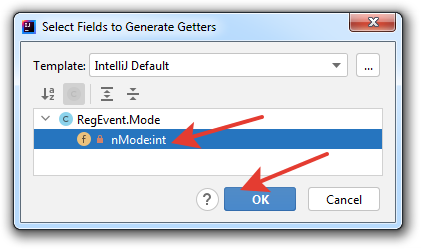 Select Fields to Generate Getters
Template: IntelliJ Default ...
RegEvent.Mode
nMode:int
? OK Cancel